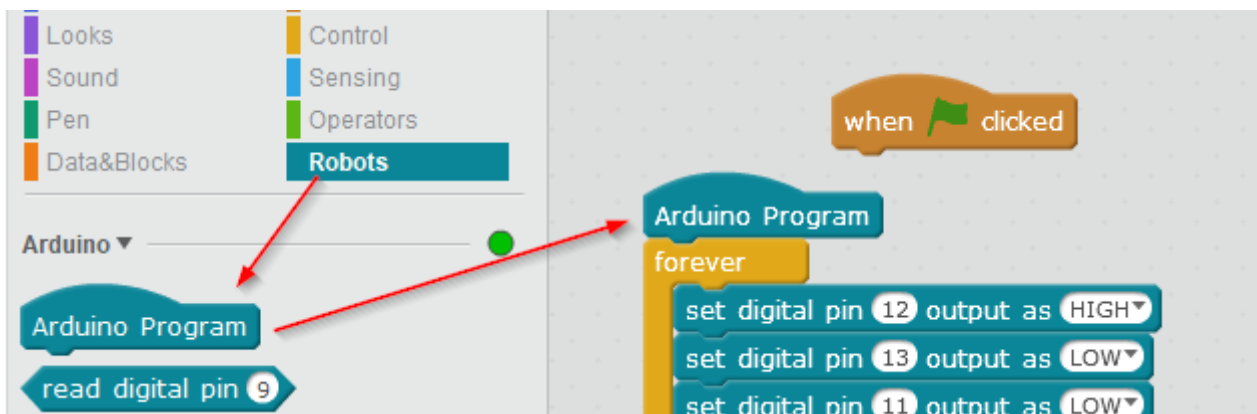 Looks
Control
Sound
Sensing
Pen
Operators
Data&Blocks
Robots
Arduino
Arduino Program
read digital pin 9
when clicked
Arduino Program
forever
set digital pin 12 output as HIGH
set digital pin 13 output as LOW
set digital pin 11 output as LOW